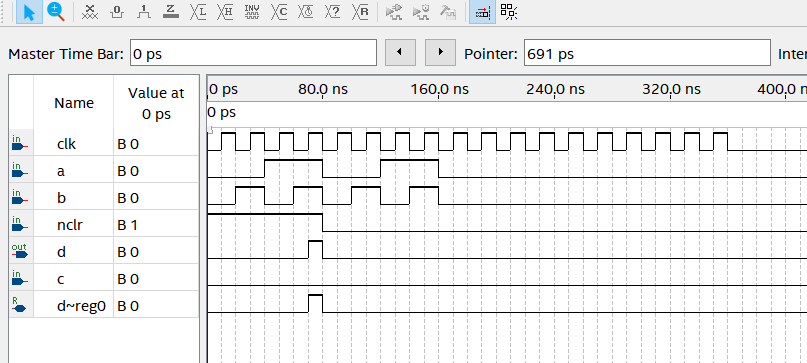 Master Time Bar: 0 ps Pointer: 691 ps Inter
Name Value at 0 ps
0 ps 80.0 ns 160.0 ns 240.0 ns 320.0 ns 400.0 n
0 ps
in clk B 0
in a B 0
in b B 0
in nclr B 1
out d B 0
in c B 0
R d~reg0 B 0